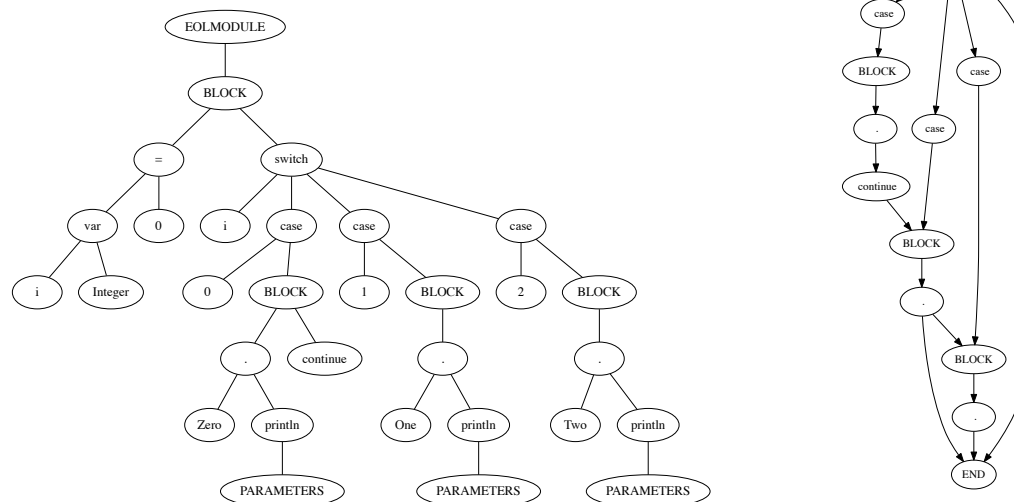 EOLMODULE
BLOCK
= switch
var 0 i case case case
i Integer 0 BLOCK 1 BLOCK 2 BLOCK
. continue . .
Zero println One println Two println
PARAMETERS PARAMETERS PARAMETERS
case
BLOCK case
. case
continue
BLOCK
.
BLOCK
.
END